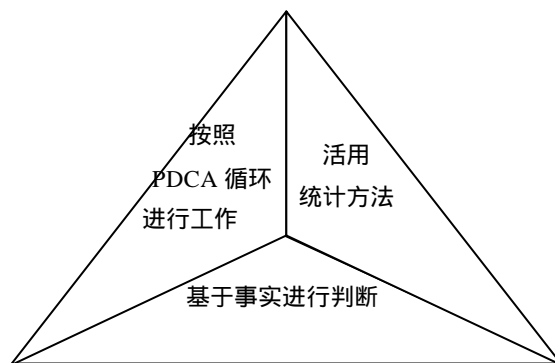 按照
PDCA 循环
进行工作
活用
统计方法
基于事实进行判断